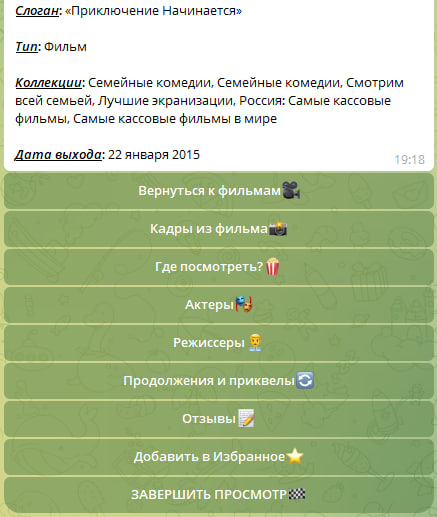 Слоган: «Приключение Начинается»
Тип: Фильм
Коллекции: Семейные комедии, Семейные комедии, Смотрим
всей семьей, Лучшие экранизации, Россия: Самые кассовые
фильмы, Самые кассовые фильмы в мире
Дата выхода: 22 января 2015
19:18
Вернуться к фильмам🎥
Кадры из фильма📸
Где посмотреть?🍿
Актеры🎭
Режиссеры👨‍💼
Продолжения и приквелы🔄
Отзывы📝
Добавить в Избранное⭐
ЗАВЕРШИТЬ ПРОСМОТР🏁